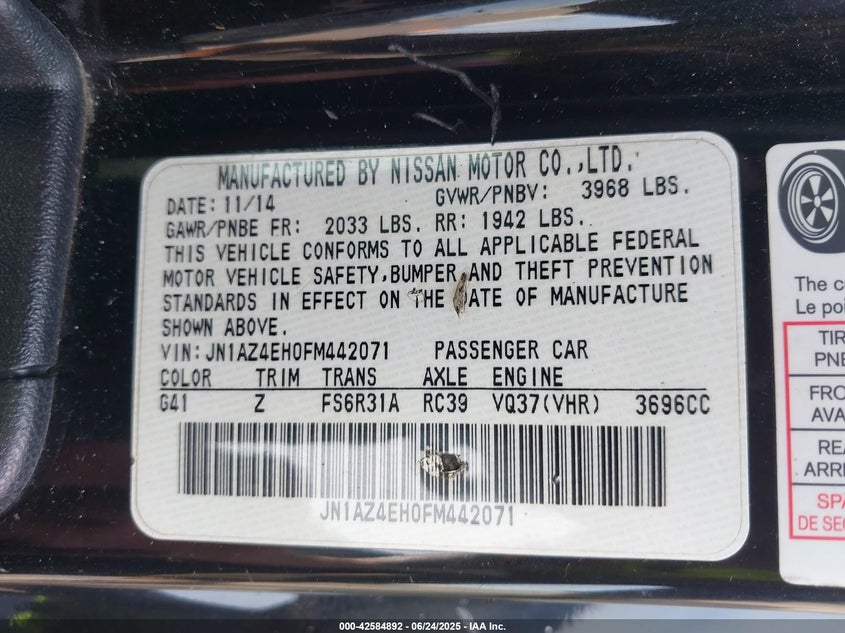 MANUFACTURED BY NISSAN MOTOR CO.,LTD.
DATE: 11/14 GVWR/PNBV: 3968 LBS.
GAWR/PNBE FR: 2033 LBS. RR: 1942 LBS.
THIS VEHICLE CONFORMS TO ALL APPLICABLE FEDERAL
MOTOR VEHICLE SAFETY,BUMPER,AND THEFT PREVENTION
STANDARDS IN EFFECT ON THE DATE OF MANUFACTURE
SHOWN ABOVE.
VIN:JN1AZ4EH0FM442071 PASSENGER CAR
COLOR TRIM TRANS AXLE ENGINE
G41 Z FS6R31A RC39 VQ37(VHR) 3696CC
JN1AZ4EH0FM442071
The
Le
DE
000-42584892 - 06/24/2025 - IAA Inc.